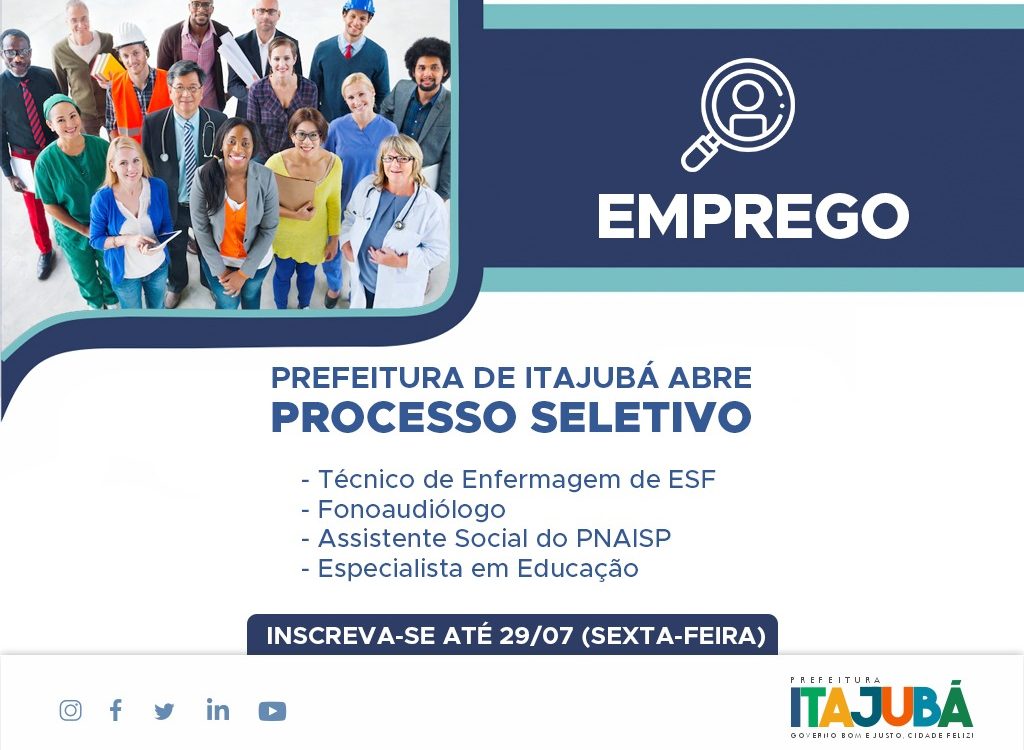 EMPREGO
PREFEITURA DE ITAJUBÁ ABRE
PROCESSO SELETIVO
- Técnico de Enfermagem de ESF
- Fonoaudiólogo
- Assistente Social do PNAISP
- Especialista em Educação
INSCREVA-SE ATÉ 29/07 (SEXTA-FEIRA)
PREFEITURA
ITAJUBÁ
GOVERNO BOM E JUSTO, CIDADE FELIZ!